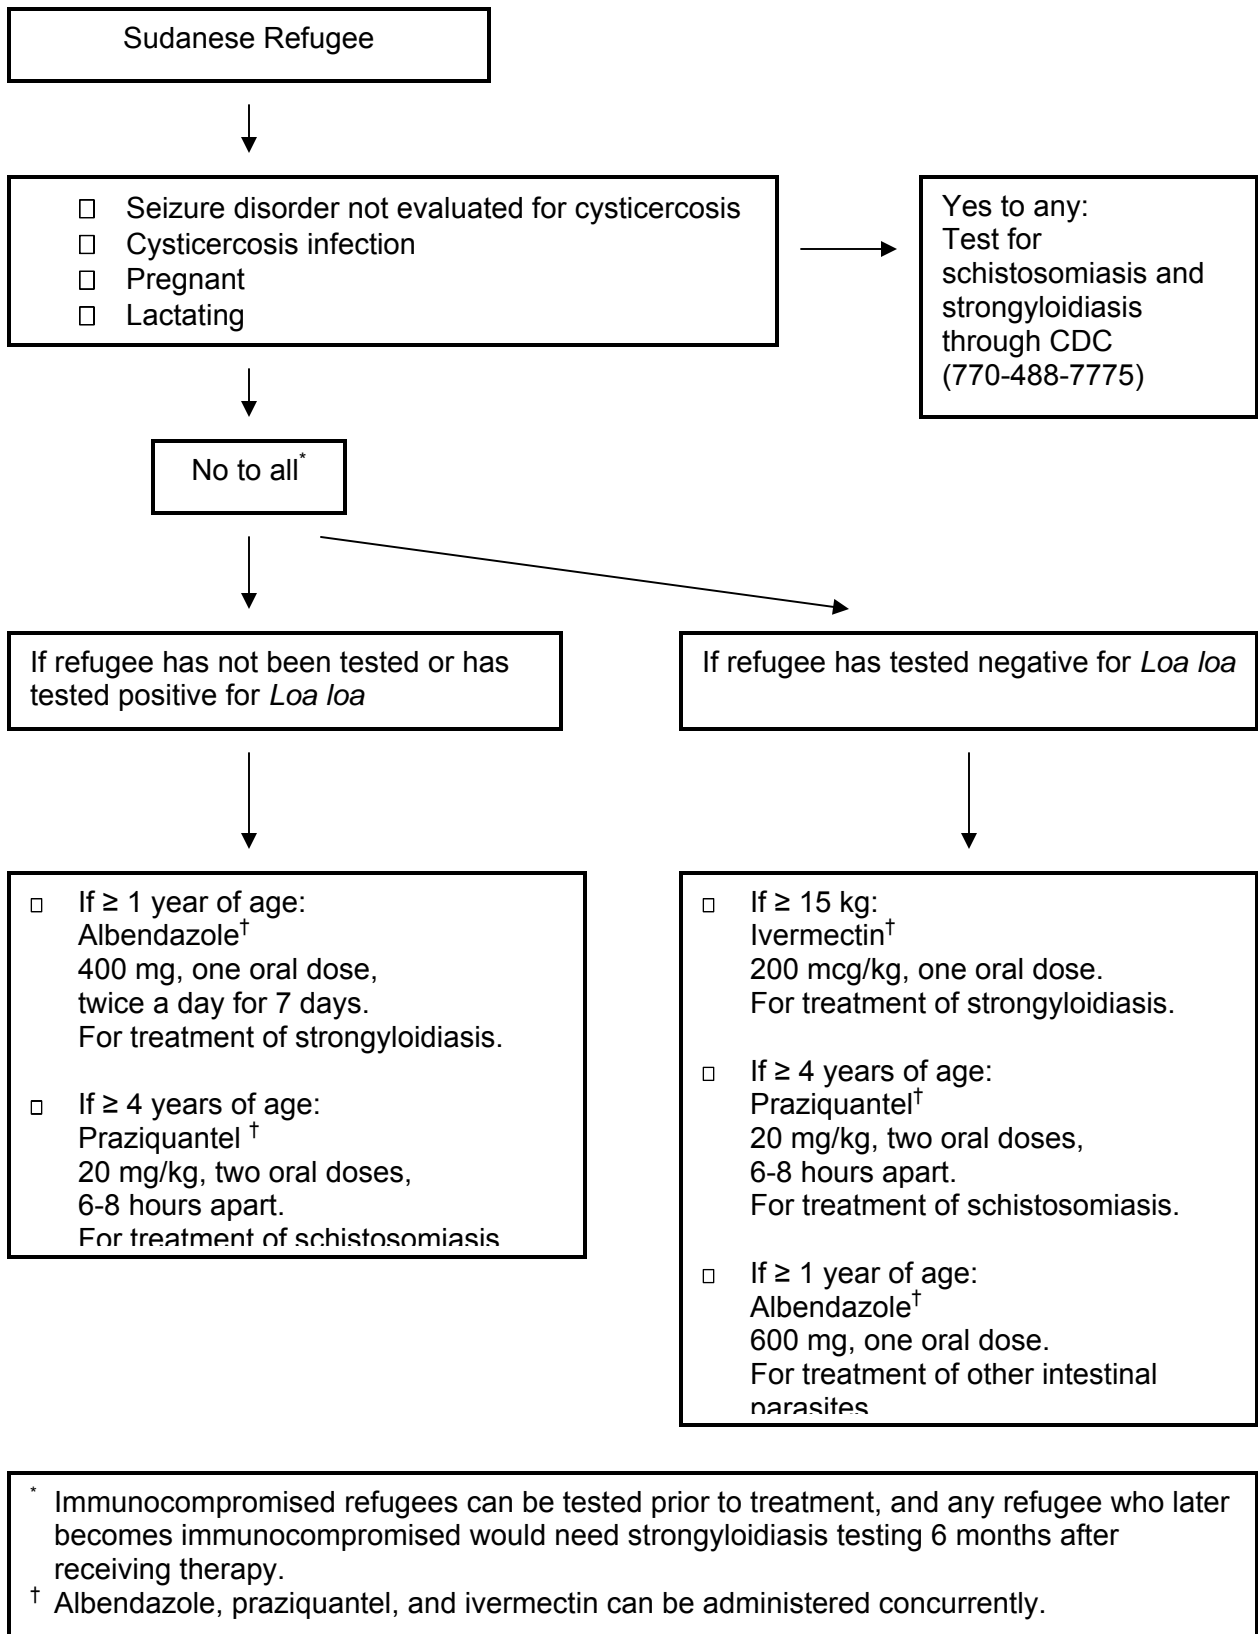 Sudanese Refugee
□ Seizure disorder not evaluated for cysticercosis
□ Cysticercosis infection
□ Pregnant
□ Lactating
Yes to any:
Test for
schistosomiasis and
strongyloidiasis
through CDC
(770-488-7775)
No to all*
If refugee has not been tested or has
tested positive for Loa loa
If refugee has tested negative for Loa loa
□ If ≥ 1 year of age:
Albendazole†
400 mg, one oral dose,
twice a day for 7 days.
For treatment of strongyloidiasis.
□ If ≥ 4 years of age:
Praziquantel †
20 mg/kg, two oral doses,
6-8 hours apart.
For treatment of schistosomiasis
□ If ≥ 15 kg:
Ivermectin†
200 mcg/kg, one oral dose.
For treatment of strongyloidiasis.
□ If ≥ 4 years of age:
Praziquantel†
20 mg/kg, two oral doses,
6-8 hours apart.
For treatment of schistosomiasis.
□ If ≥ 1 year of age:
Albendazole†
600 mg, one oral dose.
For treatment of other intestinal
parasites
* Immunocompromised refugees can be tested prior to treatment, and any refugee who later
becomes immunocompromised would need strongyloidiasis testing 6 months after
receiving therapy.
† Albendazole, praziquantel, and ivermectin can be administered concurrently.